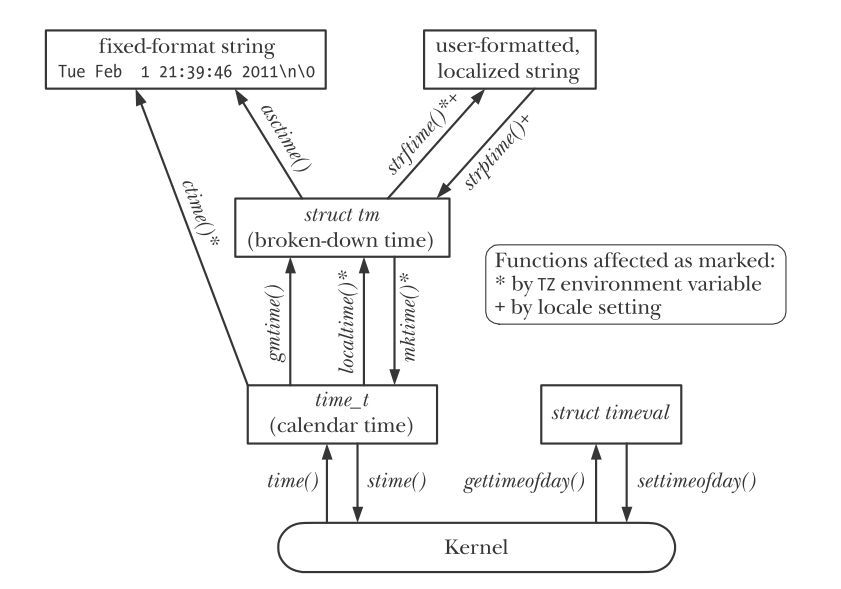 fixed-format string
Tue Feb  1 21:39:46 2011\n\0
user-formatted,
localized string
asctime()
strftime()*+
strptime()+
ctime()*
struct tm
(broken-down time)
Functions affected as marked:
* by TZ environment variable
+ by locale setting
gmtime()
localtime()*
mktime()*
time_t
(calendar time)
struct timeval
time()
stime()
gettimeofday()
settimeofday()
Kernel